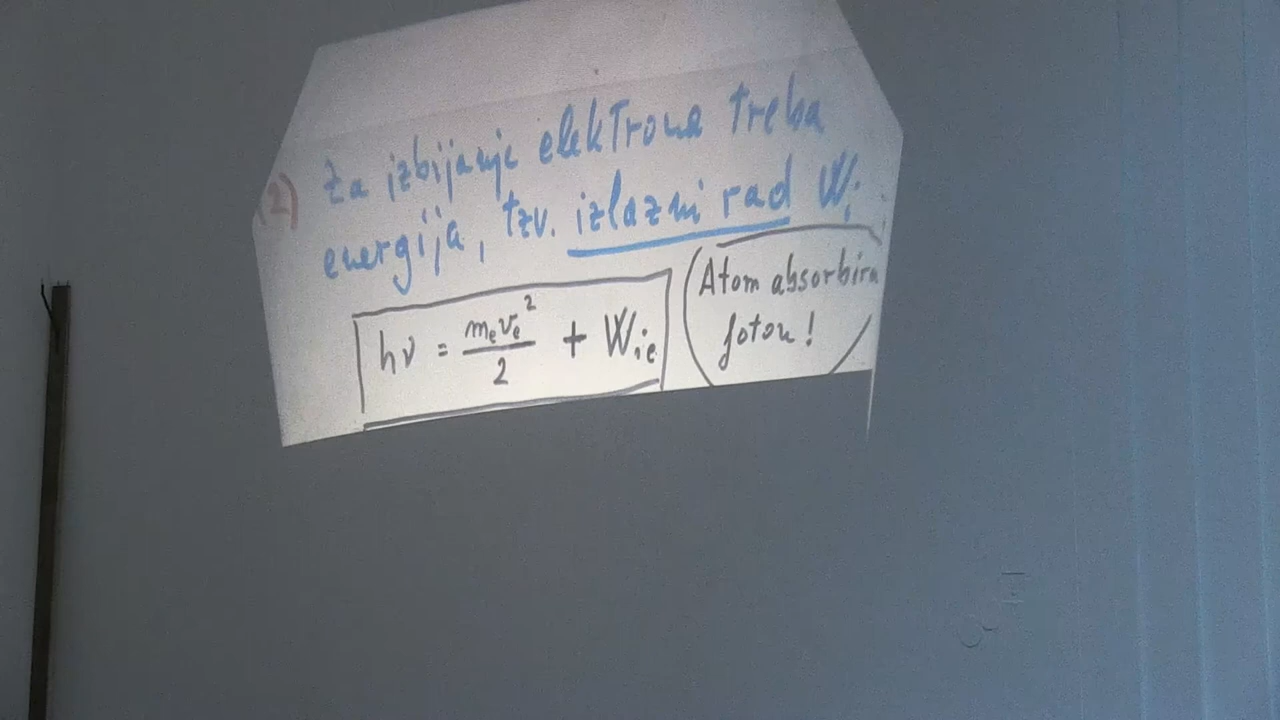 2) Za izbijanje elektrona treba
energija, tzv. izlazni rad Wi
hν = meve²/2 + Wie
(Atom absorbira
foton!)